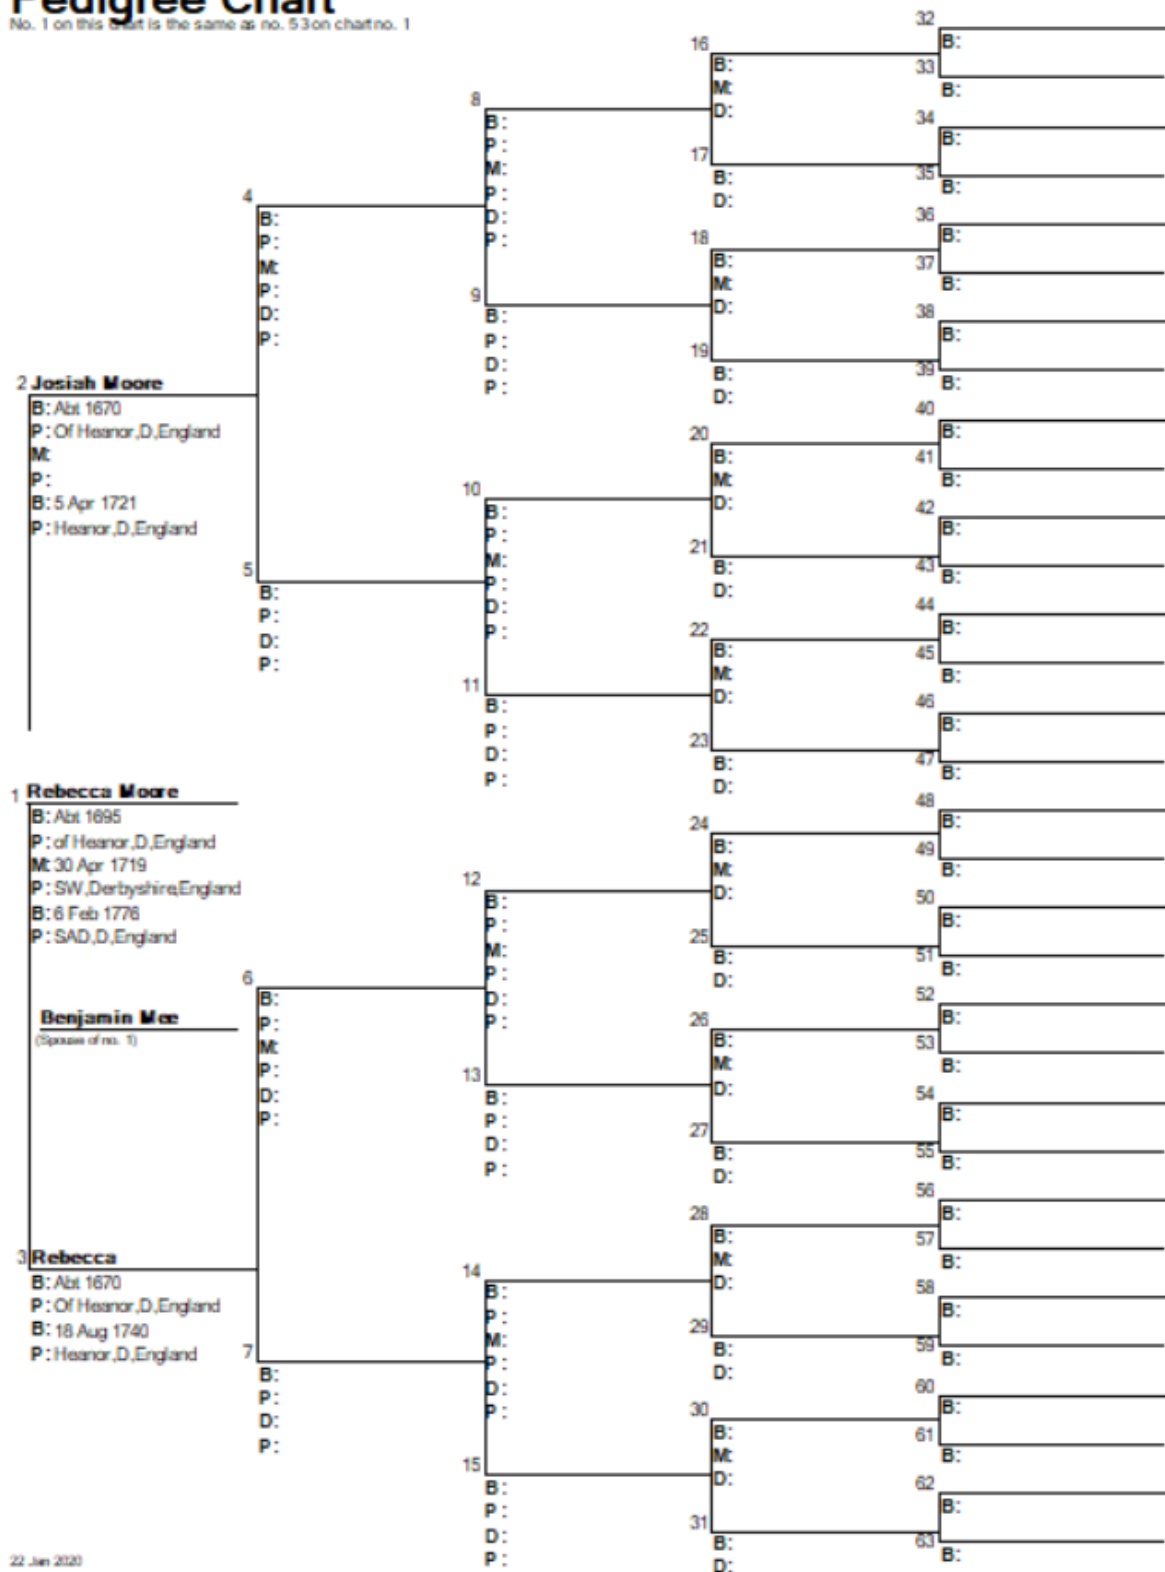 Pedigree Chart
No. 1 on this chart is the same as no. 53 on chart no. 1
2 Josiah Moore
B: Abt 1670
P: Of Heanor,D,England
M:
P:
B: 5 Apr 1721
P: Heanor,D,England
1 Rebecca Moore
B: Abt 1695
P: of Heanor,D,England
M: 30 Apr 1719
P: SW,Derbyshire,England
B: 6 Feb 1776
P: SAD,D,England
Benjamin Mee
(Spouse of no. 1)
3 Rebecca
B: Abt 1670
P: Of Heanor,D,England
B: 18 Aug 1740
P: Heanor,D,England
22 Jan 2020
4
B:
P:
M:
P:
D:
P:
5
B:
P:
D:
P:
6
B:
P:
M:
P:
D:
P:
7
B:
P:
D:
P:
8
B:
P:
M:
P:
D:
P:
9
B:
P:
D:
P:
10
B:
P:
M:
P:
D:
P:
11
B:
P:
D:
P:
12
B:
P:
M:
P:
D:
P:
13
B:
P:
D:
P:
14
B:
P:
M:
P:
D:
P:
15
B:
P:
D:
P:
16
B:
M:
D:
17
B:
D:
18
B:
M:
D:
19
B:
D:
20
B:
M:
D:
21
B:
D:
22
B:
M:
D:
23
B:
D:
24
B:
M:
D:
25
B:
D:
26
B:
M:
D:
27
B:
D:
28
B:
M:
D:
29
B:
D:
30
B:
M:
D:
31
B:
D:
32
B:
33
B:
34
B:
35
B:
36
B:
37
B:
38
B:
39
B:
40
B:
41
B:
42
B:
43
B:
44
B:
45
B:
46
B:
47
B:
48
B:
49
B:
50
B:
51
B:
52
B:
53
B:
54
B:
55
B:
56
B:
57
B:
58
B:
59
B:
60
B:
61
B:
62
B:
63
B: